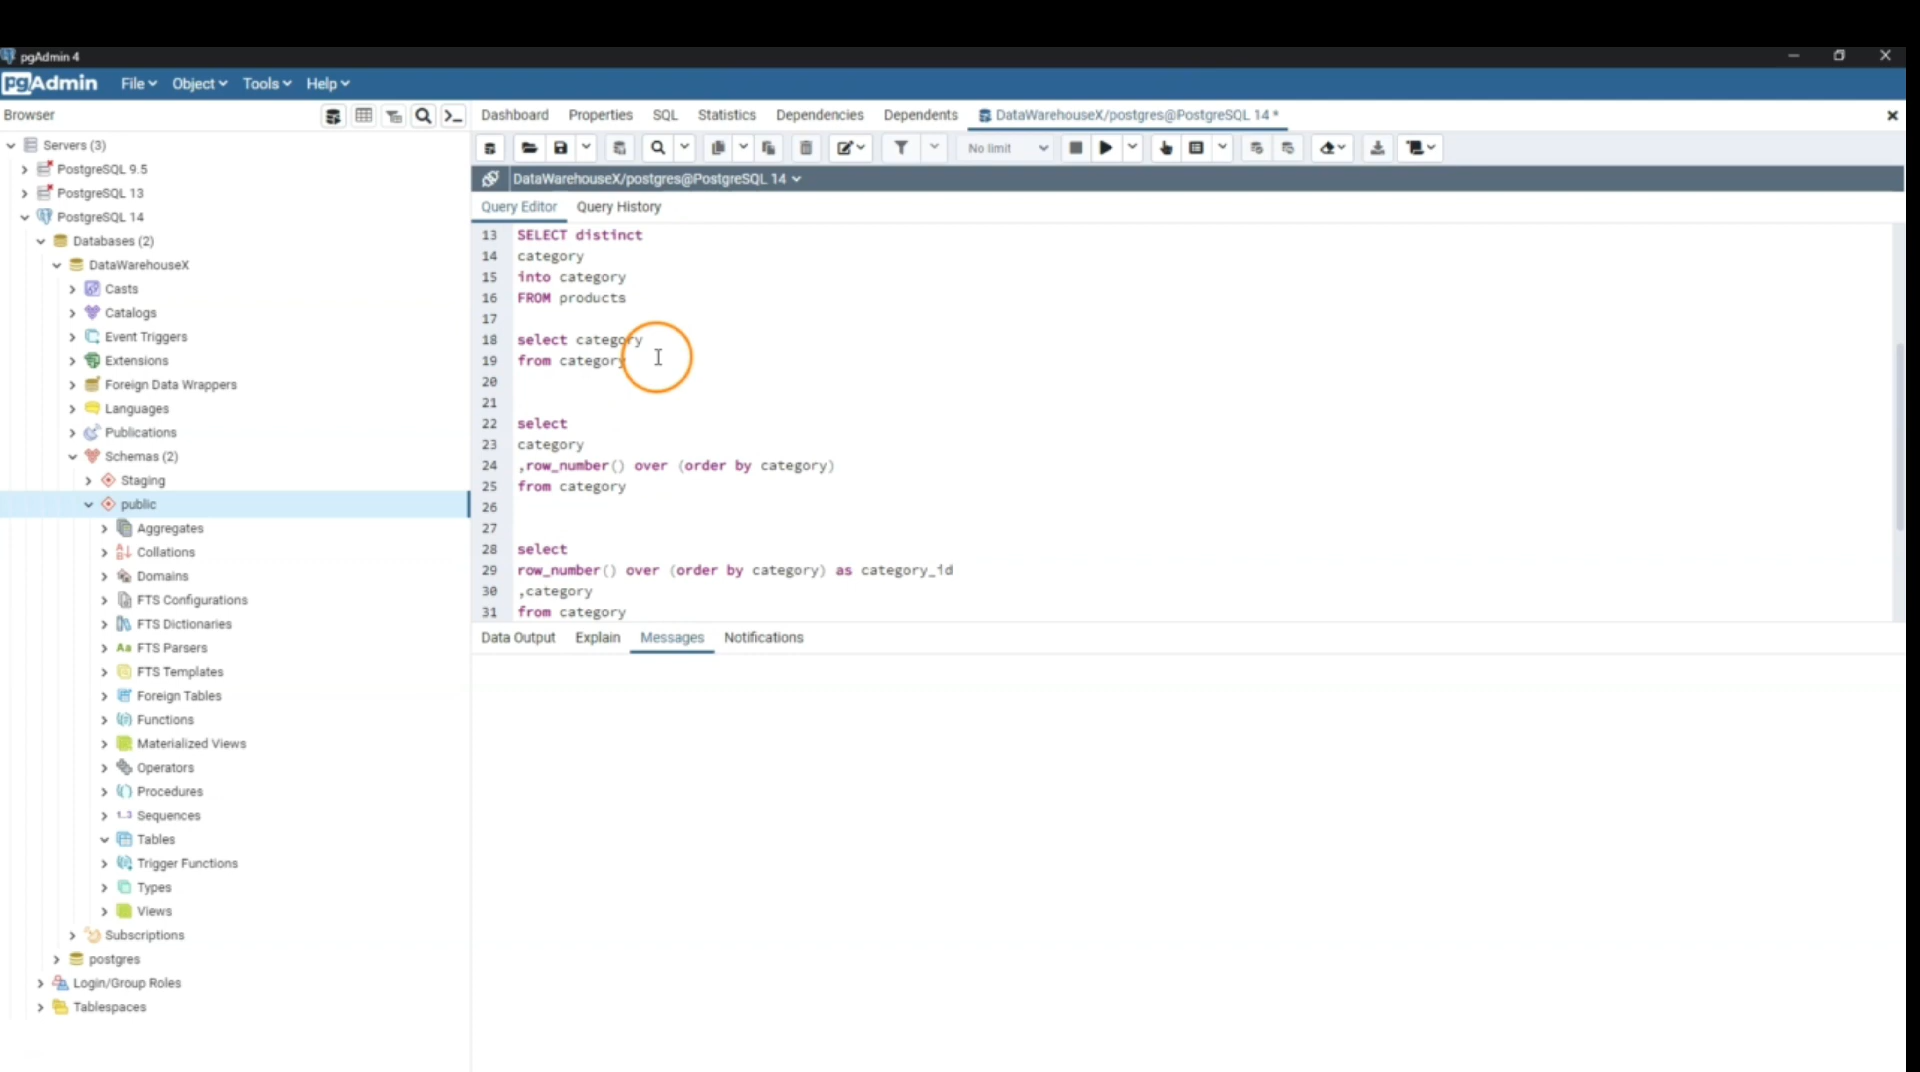 pgAdmin 4
pgAdmin File Object Tools Help
Browser
Servers (3)
PostgreSQL 9.5
PostgreSQL 13
PostgreSQL 14
Databases (2)
DataWarehouseX
Casts
Catalogs
Event Triggers
Extensions
Foreign Data Wrappers
Languages
Publications
Schemas (2)
Staging
public
Aggregates
Collations
Domains
FTS Configurations
FTS Dictionaries
Aa FTS Parsers
FTS Templates
Foreign Tables
Functions
Materialized Views
Operators
Procedures
1..3 Sequences
Tables
Trigger Functions
Types
Views
Subscriptions
postgres
Login/Group Roles
Tablespaces
Dashboard Properties SQL Statistics Dependencies Dependents DataWarehouseX/postgres@PostgreSQL 14 *
No limit
DataWarehouseX/postgres@PostgreSQL 14
Query Editor Query History
13 SELECT distinct
14 category
15 into category
16 FROM products
17
18 select category
19 from category
20
21
22 select
23 category
24 ,row_number() over (order by category)
25 from category
26
27
28 select
29 row_number() over (order by category) as category_id
30 ,category
31 from category
Data Output Explain Messages Notifications